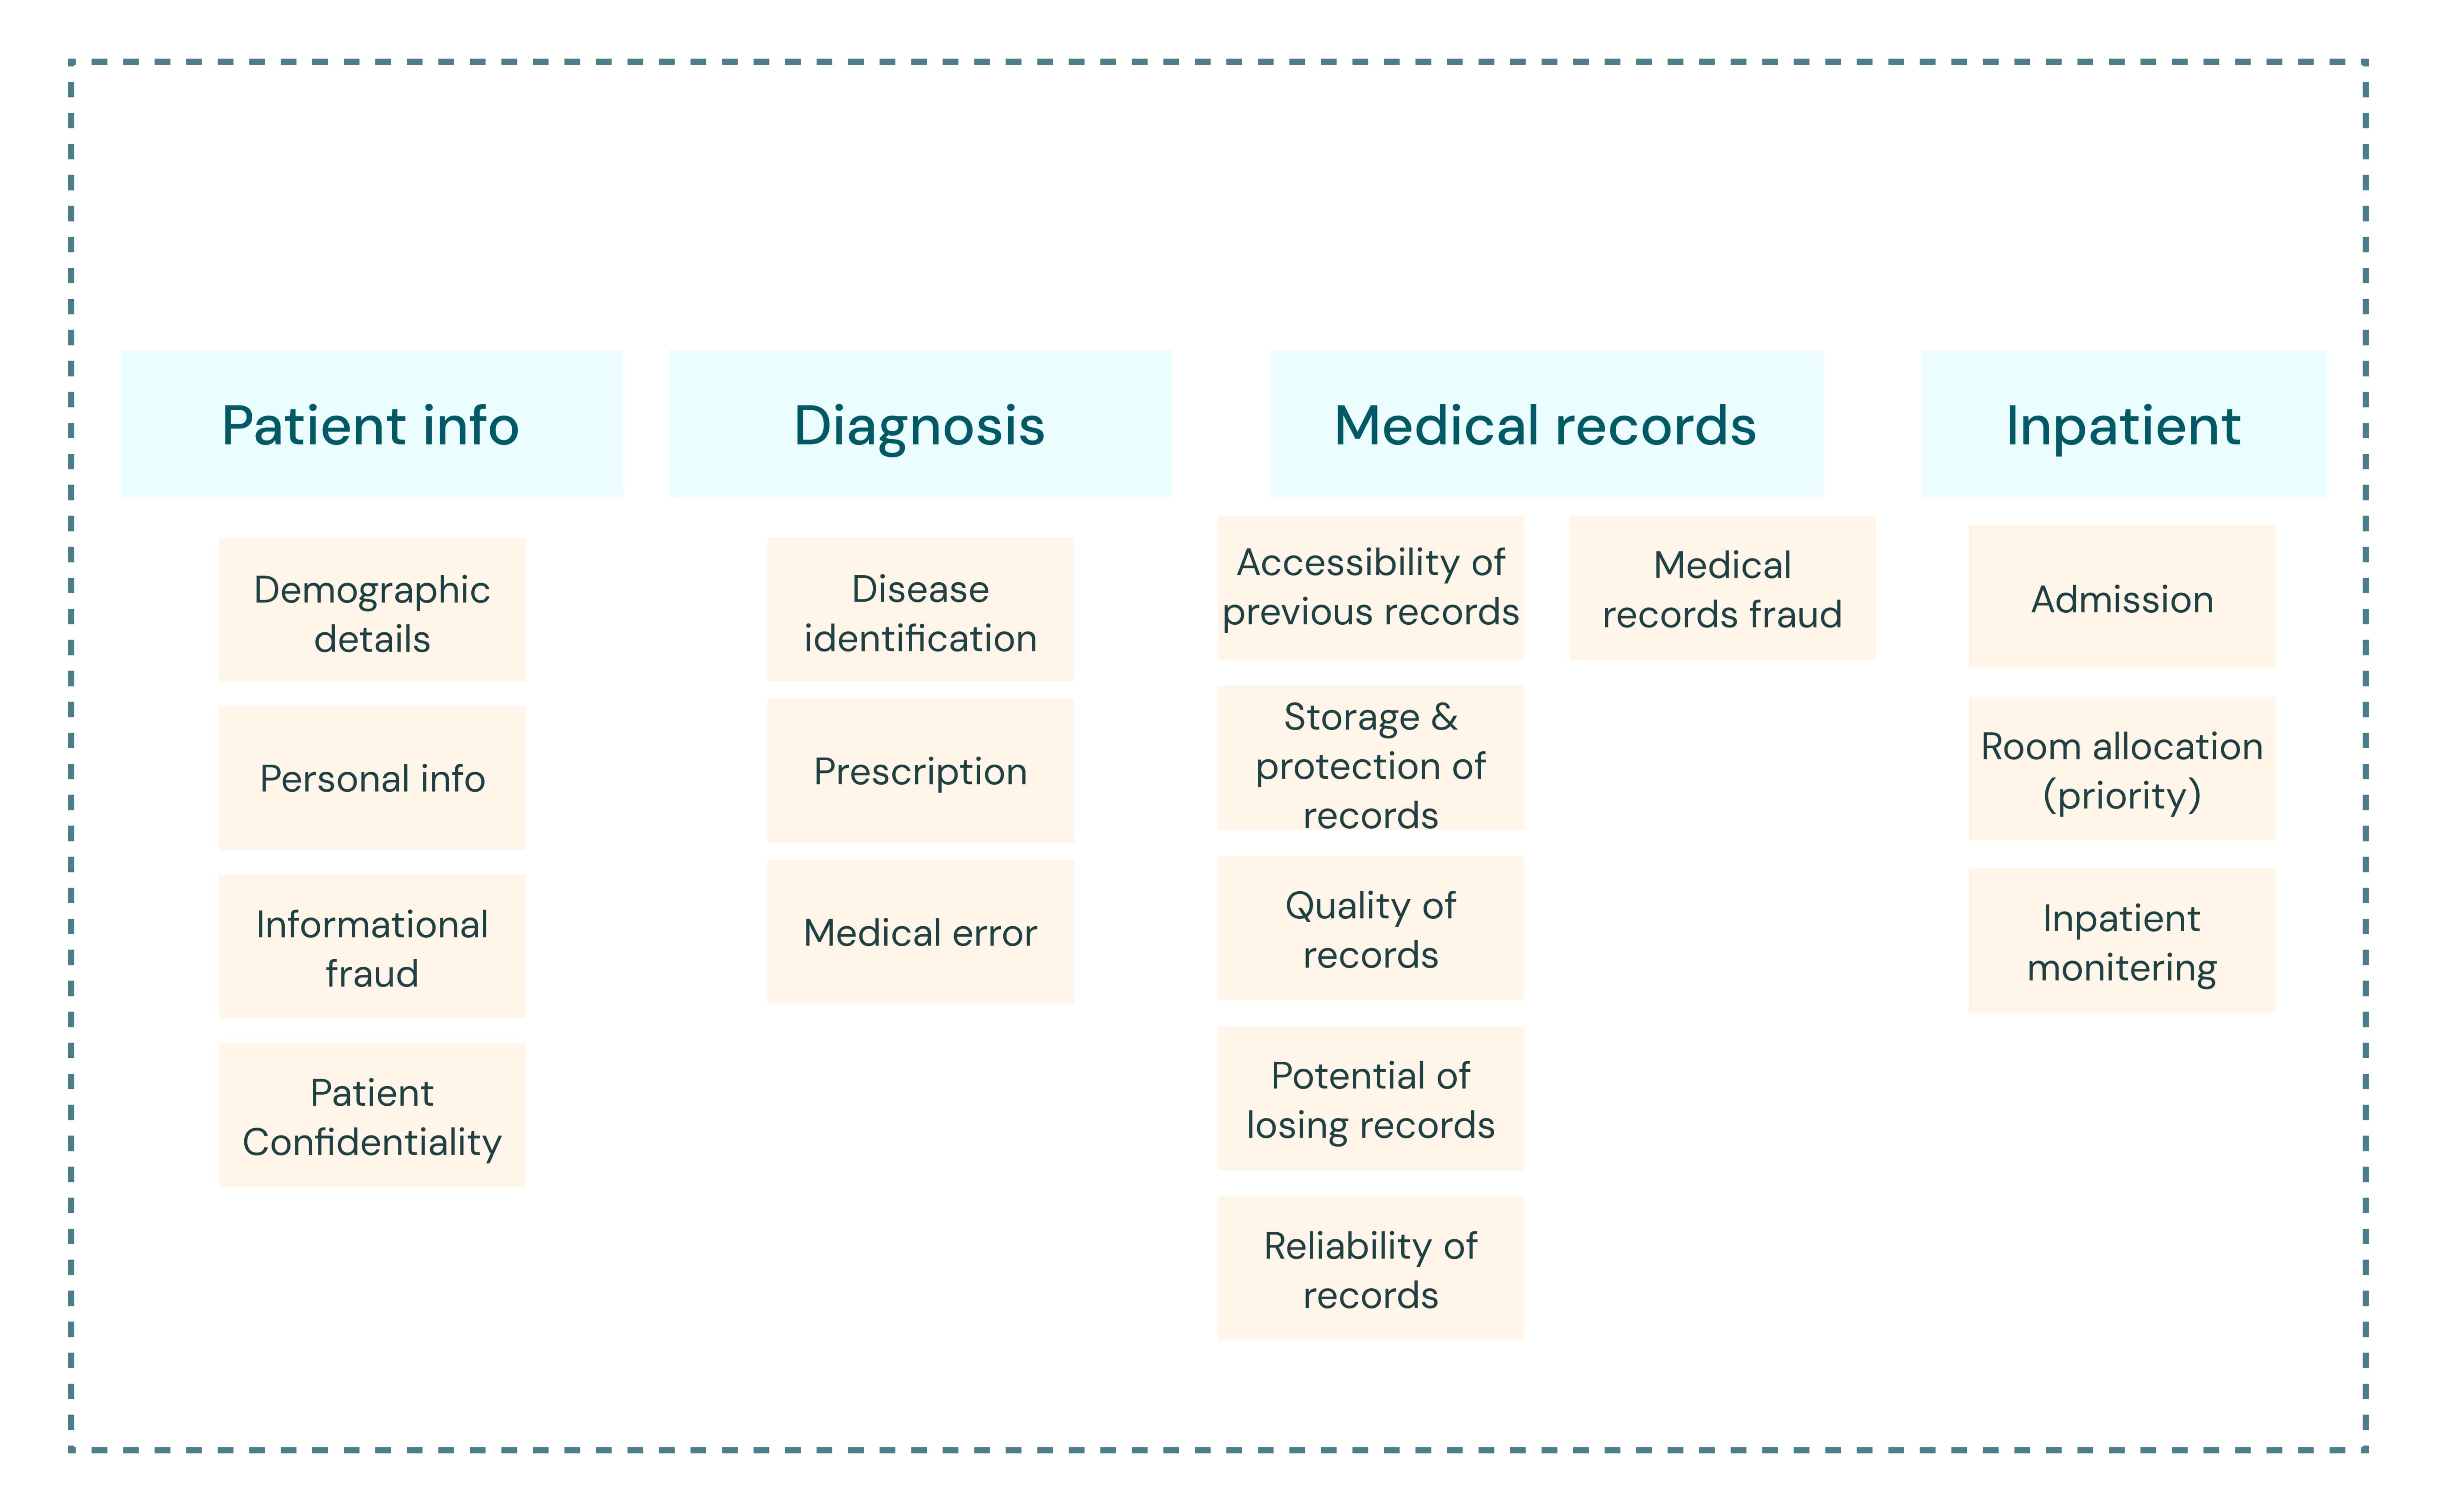 Patient info
Demographic
details
Personal info
Informational
fraud
Patient
Confidentiality
Diagnosis
Disease
identification
Prescription
Medical error
Medical records
Accessibility of
previous records
Storage &
protection of
records
Quality of
records
Potential of
losing records
Reliability of
records
Medical
records fraud
Inpatient
Admission
Room allocation
(priority)
Inpatient
monitering